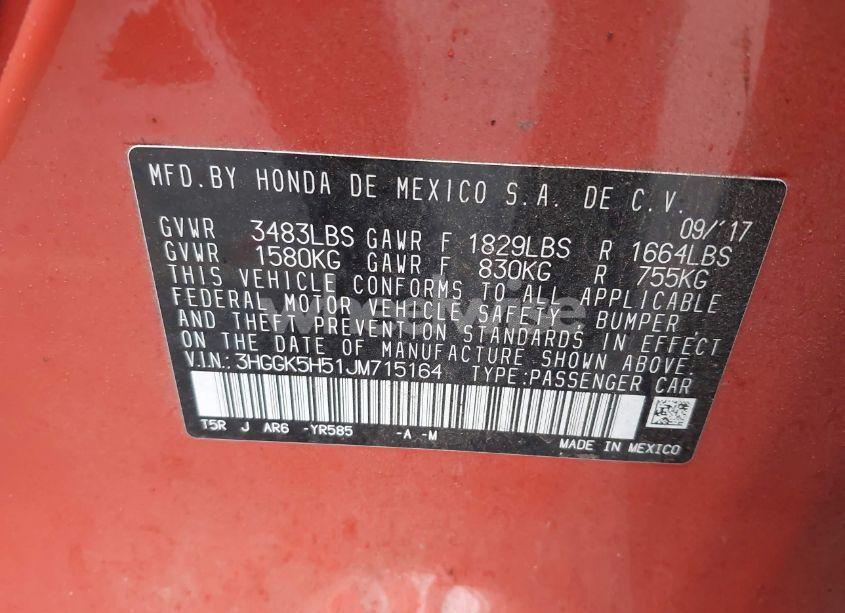 MFD.BY HONDA DE MEXICO S.A. DE C.V.
09/'17
GVWR 3483LBS GAWR F 1829LBS R 1664LBS
GVWR 1580KG GAWR F 830KG R 755KG
THIS VEHICLE CONFORMS TO ALL APPLICABLE
FEDERAL MOTOR VEHICLE SAFETY, BUMPER,
AND THEFT PREVENTION STANDARDS IN EFFECT
ON THE DATE OF MANUFACTURE SHOWN ABOVE.
V.I.N.: 3HGGK5H51JM715164 TYPE:PASSENGER CAR
T5R J AR6 -YR585 -A -M
MADE IN MEXICO